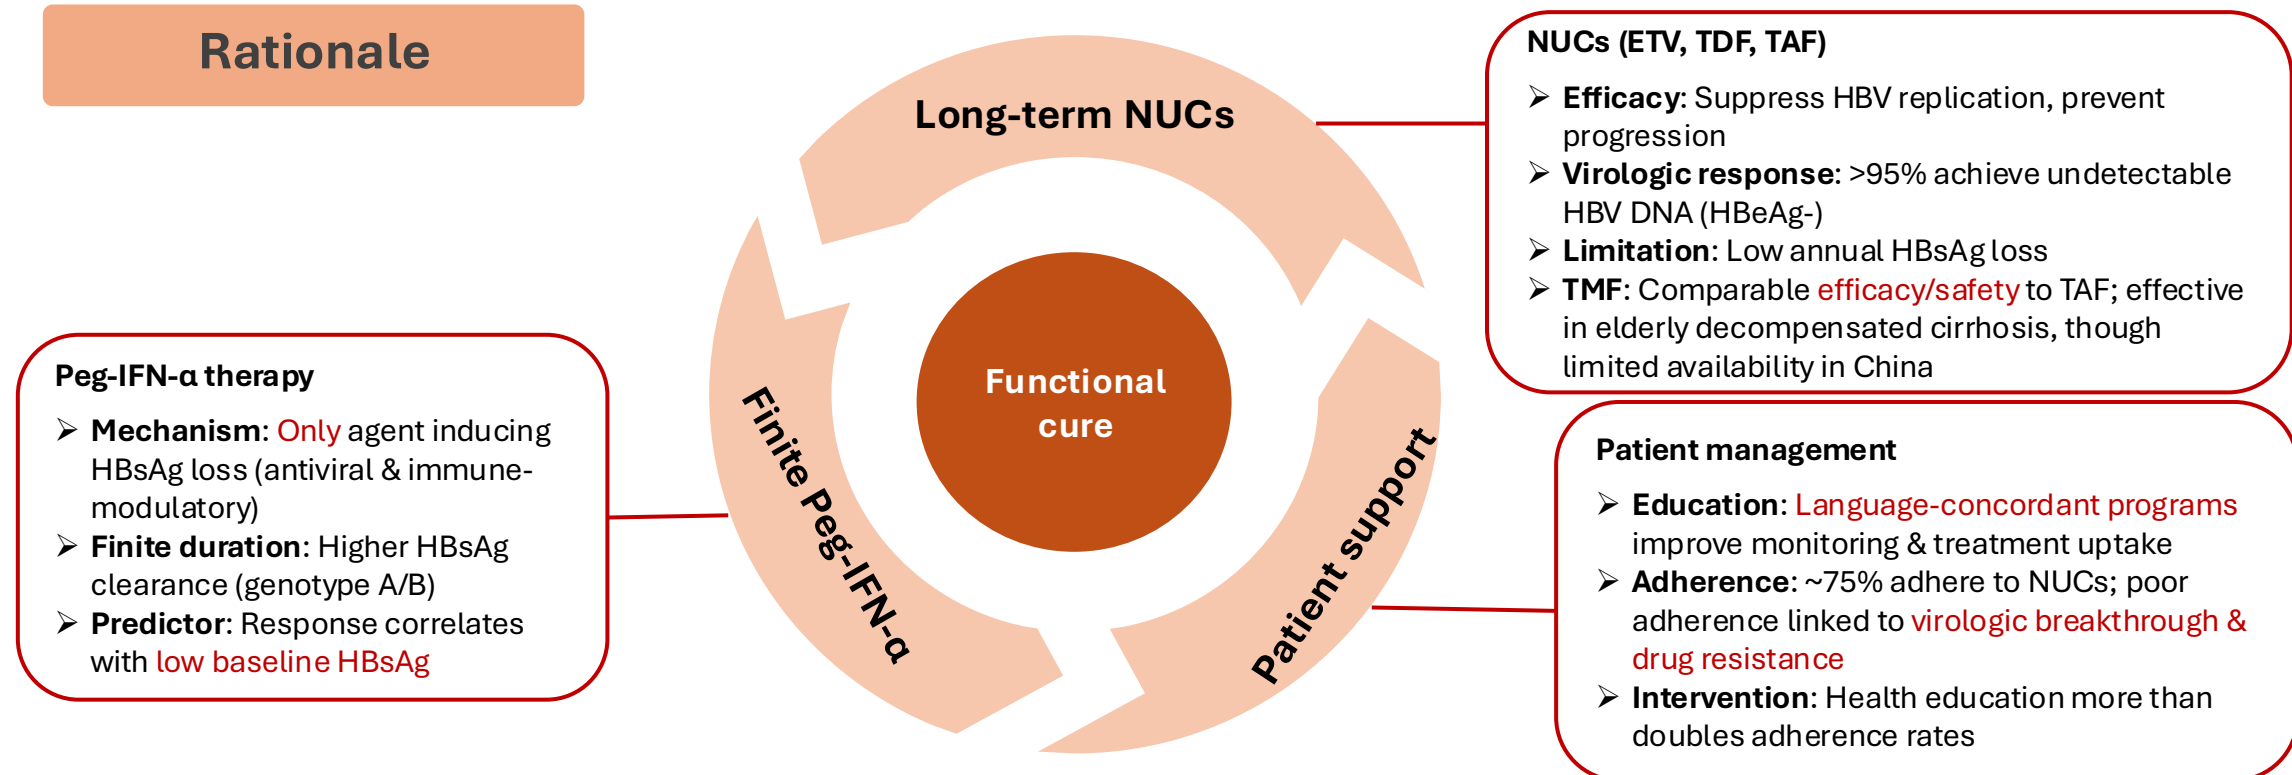 Rationale
Long-term NUCs
Finite Peg-IFN-α
Patient support
Functional
cure
NUCs (ETV, TDF, TAF)
➢ Efficacy: Suppress HBV replication, prevent
progression
➢ Virologic response: >95% achieve undetectable
HBV DNA (HBeAg-)
➢ Limitation: Low annual HBsAg loss
➢ TMF: Comparable efficacy/safety to TAF; effective
in elderly decompensated cirrhosis, though
limited availability in China
Peg-IFN-α therapy
➢ Mechanism: Only agent inducing
HBsAg loss (antiviral & immune-
modulatory)
➢ Finite duration: Higher HBsAg
clearance (genotype A/B)
➢ Predictor: Response correlates
with low baseline HBsAg
Patient management
➢ Education: Language-concordant programs
improve monitoring & treatment uptake
➢ Adherence: ~75% adhere to NUCs; poor
adherence linked to virologic breakthrough &
drug resistance
➢ Intervention: Health education more than
doubles adherence rates